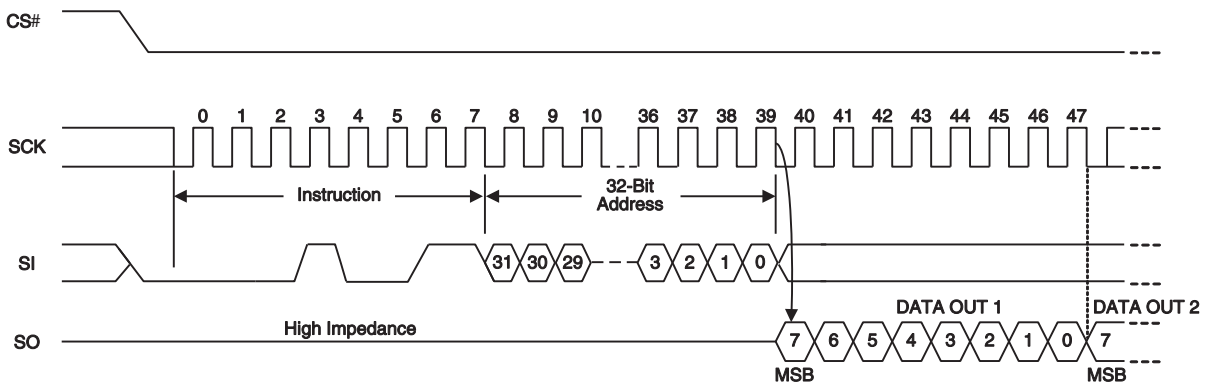 CS#
0 1 2 3 4 5 6 7 8 9 10 36 37 38 39 40 41 42 43 44 45 46 47
SCK
Instruction
32-Bit
Address
SI
31 30 29 3 2 1 0
DATA OUT 1
DATA OUT 2
High Impedance
SO
7 6 5 4 3 2 1 0 7
MSB
MSB